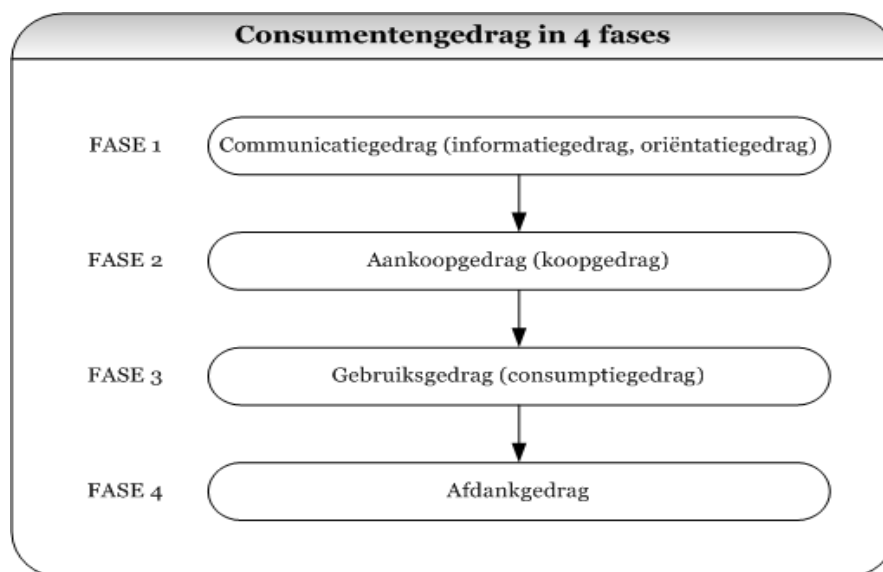 Consumentengedrag in 4 fases
FASE 1 Communicatiegedrag (informatiegedrag, oriëntatiegedrag)
FASE 2 Aankoopgedrag (koopgedrag)
FASE 3 Gebruiksgedrag (consumptiegedrag)
FASE 4 Afdankgedrag